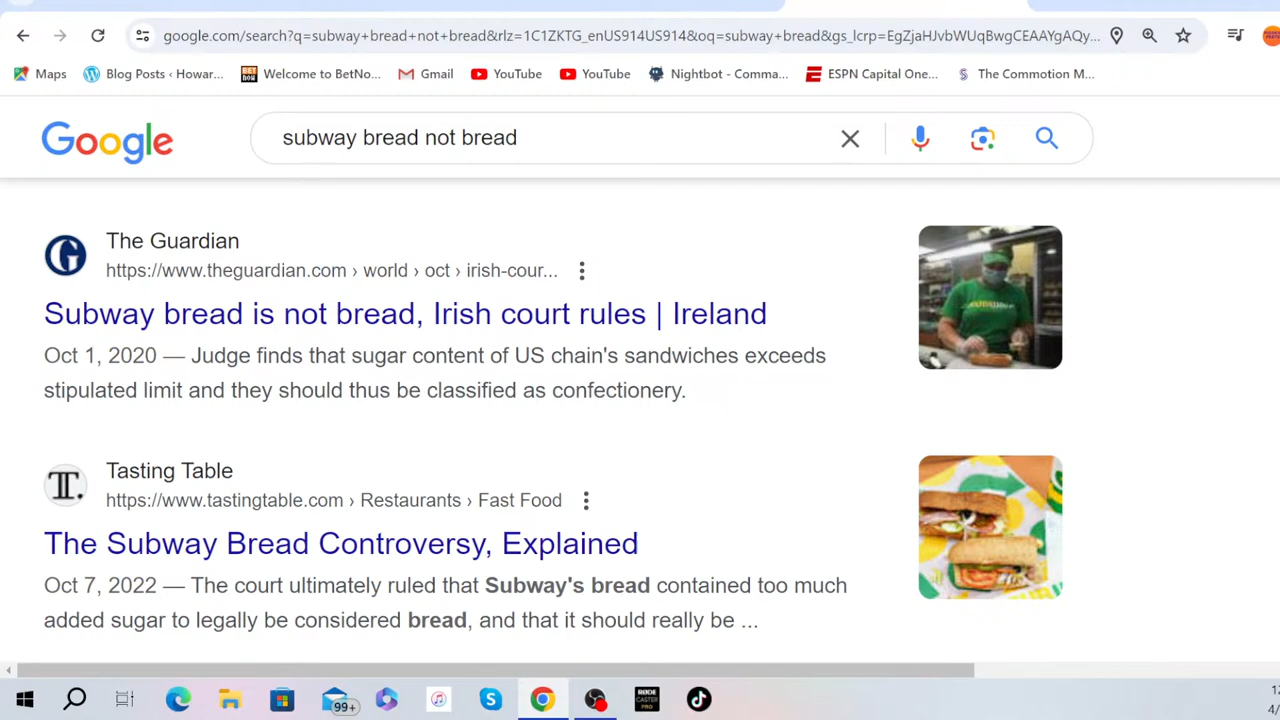 google.com/search?q=subway+bread+not+bread&rlz=1C1ZKTG_enUS914US914&oq=subway+bread&gs_lcrp=EgZjaHJvbWUqBwgCEAAYgAQy...
Maps Blog Posts ‹ Howar... BET NOW Welcome to BetNo... Gmail YouTube YouTube Nightbot - Comma... ESPN Capital One... The Commotion M...
Google subway bread not bread
The Guardian
https://www.theguardian.com › world › oct › irish-cour...
Subway bread is not bread, Irish court rules | Ireland
Oct 1, 2020 — Judge finds that sugar content of US chain's sandwiches exceeds
stipulated limit and they should thus be classified as confectionery.
Tasting Table
https://www.tastingtable.com › Restaurants › Fast Food
The Subway Bread Controversy, Explained
Oct 7, 2022 — The court ultimately ruled that Subway's bread contained too much
added sugar to legally be considered bread, and that it should really be ...
99+ RØDE CASTER PRO